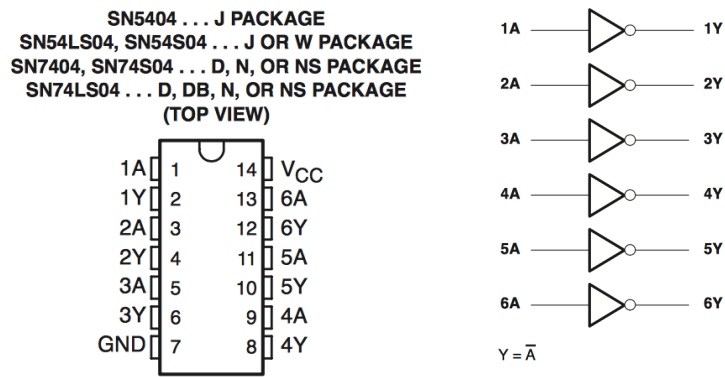 SN5404 . . . J PACKAGE
SN54LS04, SN54S04 . . . J OR W PACKAGE
SN7404, SN74S04 . . . D, N, OR NS PACKAGE
SN74LS04 . . . D, DB, N, OR NS PACKAGE
(TOP VIEW)
1A 1 14 VCC
1Y 2 13 6A
2A 3 12 6Y
2Y 4 11 5A
3A 5 10 5Y
3Y 6 9 4A
GND 7 8 4Y
1A 1Y
2A 2Y
3A 3Y
4A 4Y
5A 5Y
6A 6Y
Y = A̅